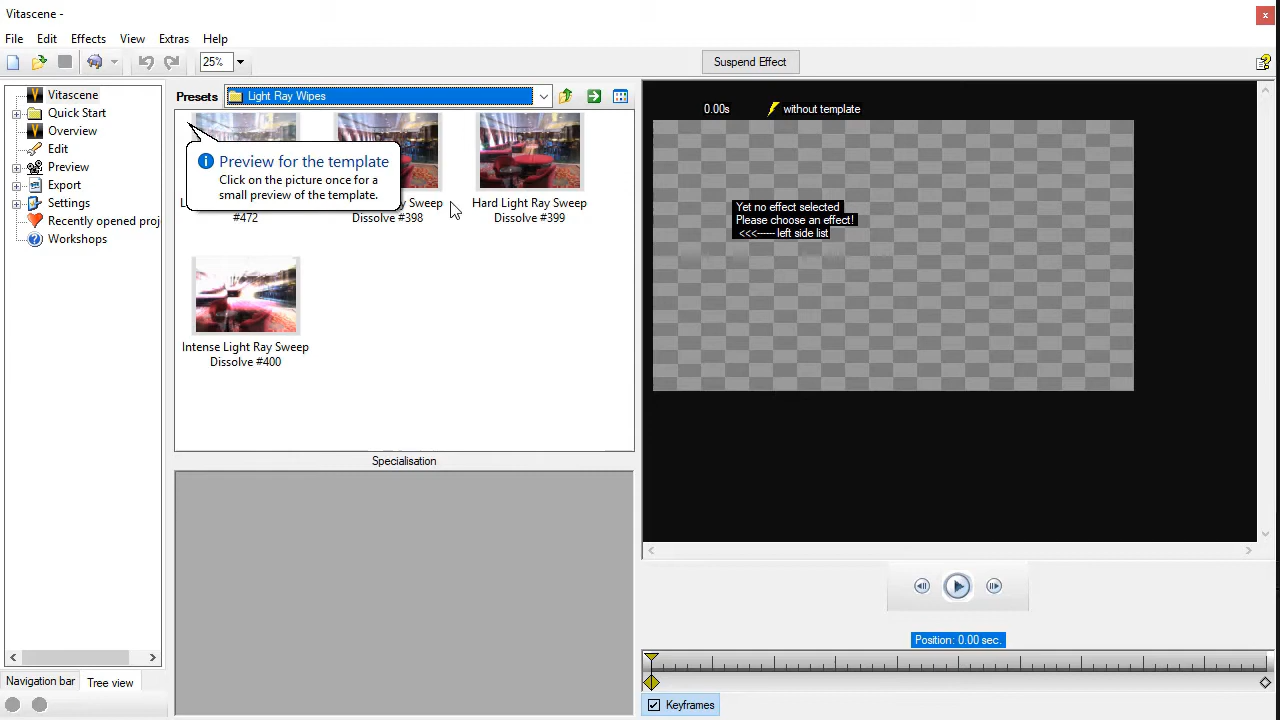 Vitascene -
x
File Edit Effects View Extras Help
25%
Suspend Effect
Vitascene
Quick Start
Overview
Edit
Preview
Export
Settings
Recently opened proj
Workshops
Navigation bar
Tree view
Presets
Light Ray Wipes
Preview for the template
Click on the picture once for a
small preview of the template.
#472
Sweep
Dissolve #398
Hard Light Ray Sweep
Dissolve #399
Intense Light Ray Sweep
Dissolve #400
Specialisation
0.00s
without template
Yet no effect selected
Please choose an effect!
<<<----- left side list
Position: 0.00 sec.
Keyframes